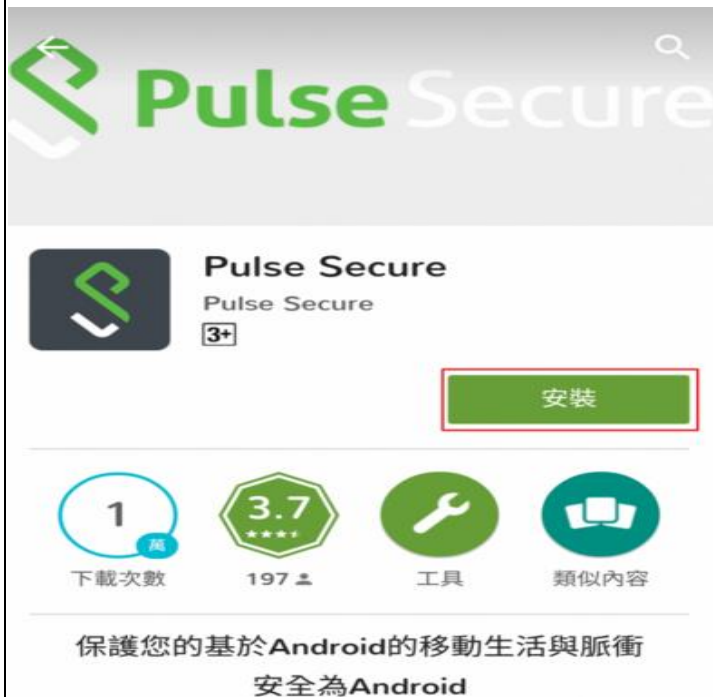 Pulse Secure
Pulse Secure
Pulse Secure
3+
安裝
1
萬
下載次數
3.7
197
工具
類似內容
保護您的基於Android的移動生活與脈衝
安全為Android